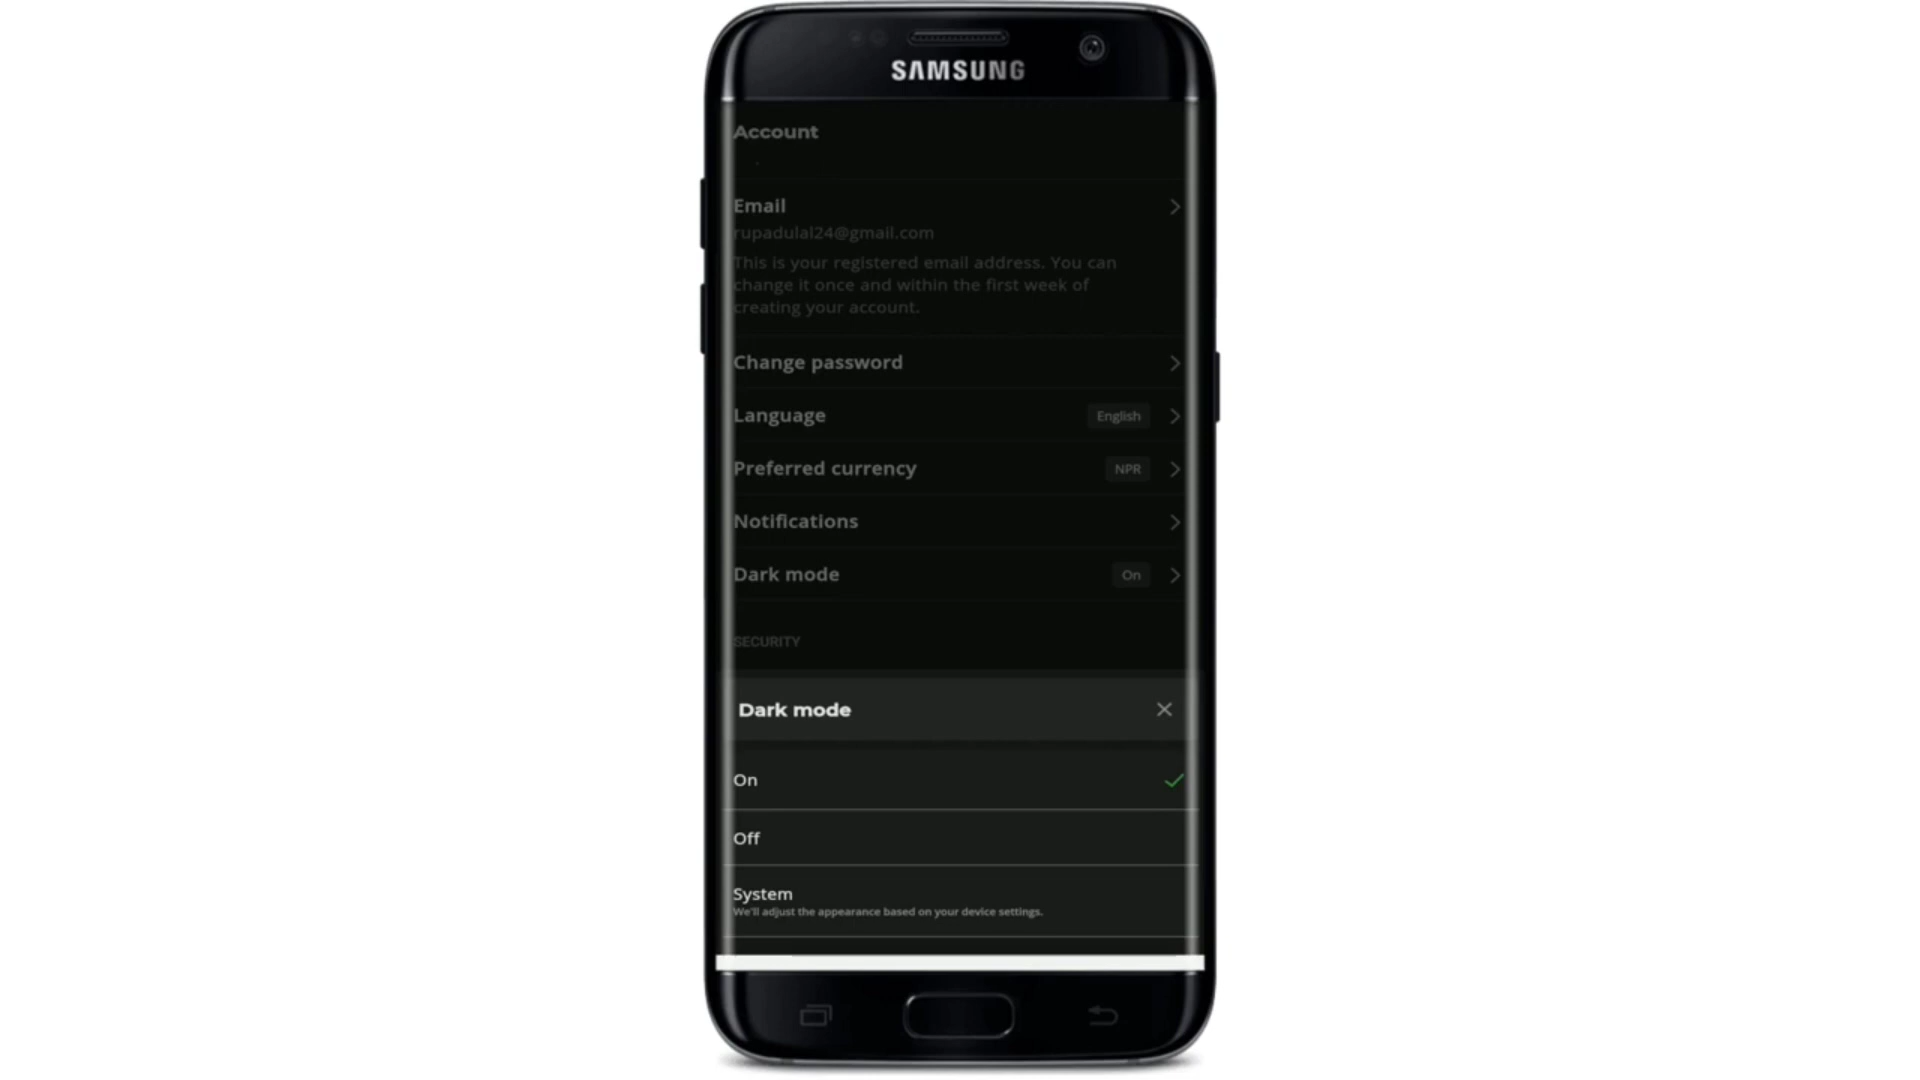 SAMSUNG
Account
Email
rupadulal24@gmail.com
This is your registered email address. You can
change it once and within the first week of
creating your account.
Change password
Language English
Preferred currency NPR
Notifications
Dark mode On
SECURITY
Dark mode
On
Off
System
We'll adjust the appearance based on your device settings.